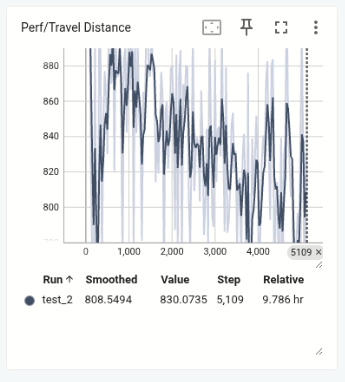 Perf/Travel Distance
880
860
840
820
800
0 1,000 2,000 3,000 4,000 5109 ×
Run ↑ Smoothed Value Step Relative
test_2 808.5494 830.0735 5,109 9.786 hr